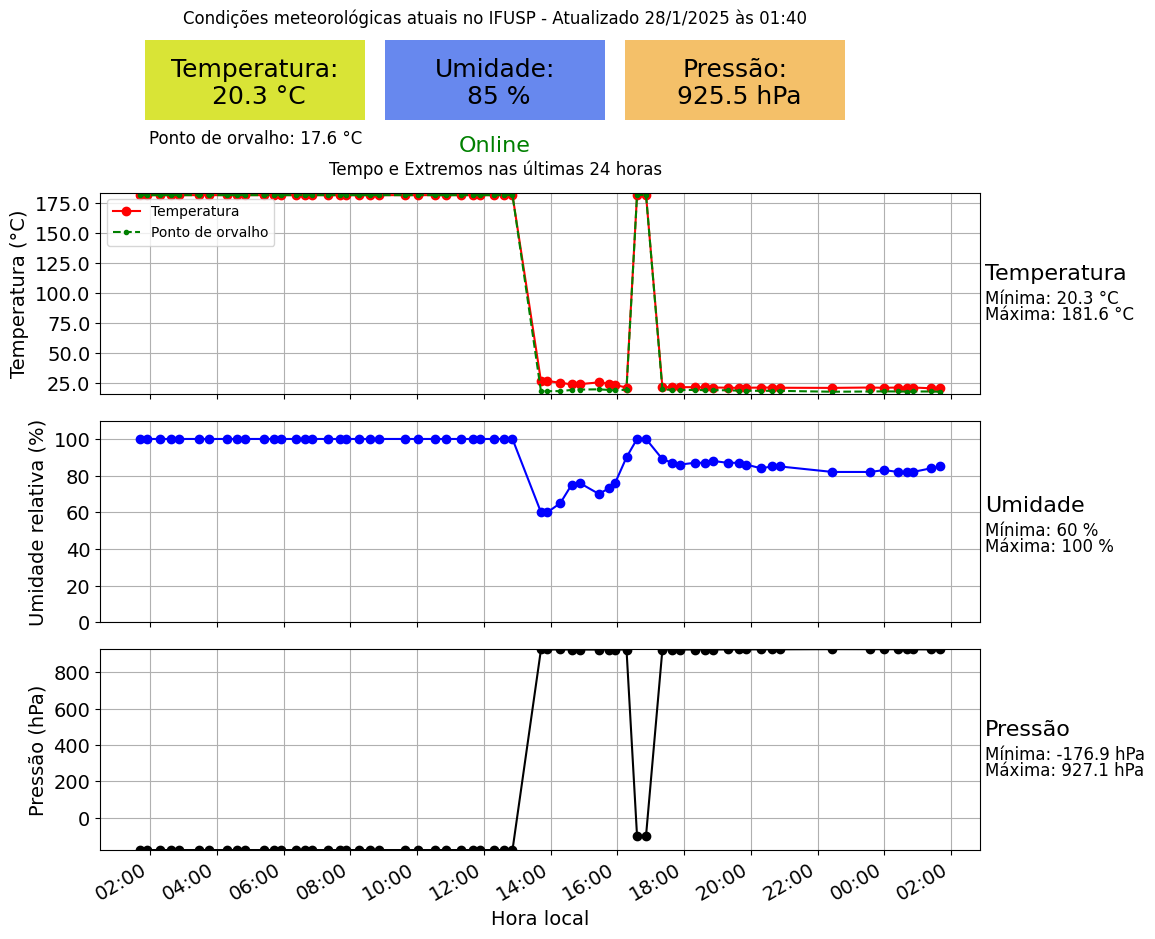 Condições meteorológicas atuais no IFUSP - Atualizado 28/1/2025 às 01:40
Temperatura:
20.3 °C
Umidade:
85 %
Pressão:
925.5 hPa
Ponto de orvalho: 17.6 °C
Online
Tempo e Extremos nas últimas 24 horas
Temperatura (°C)
175.0
150.0
125.0
100.0
75.0
50.0
25.0
Temperatura
Ponto de orvalho
Temperatura
Mínima: 20.3 °C
Máxima: 181.6 °C
Umidade relativa (%)
100
80
60
40
20
0
Umidade
Mínima: 60 %
Máxima: 100 %
Pressão (hPa)
800
600
400
200
0
Pressão
Mínima: -176.9 hPa
Máxima: 927.1 hPa
02:00 04:00 06:00 08:00 10:00 12:00 14:00 16:00 18:00 20:00 22:00 00:00 02:00
Hora local